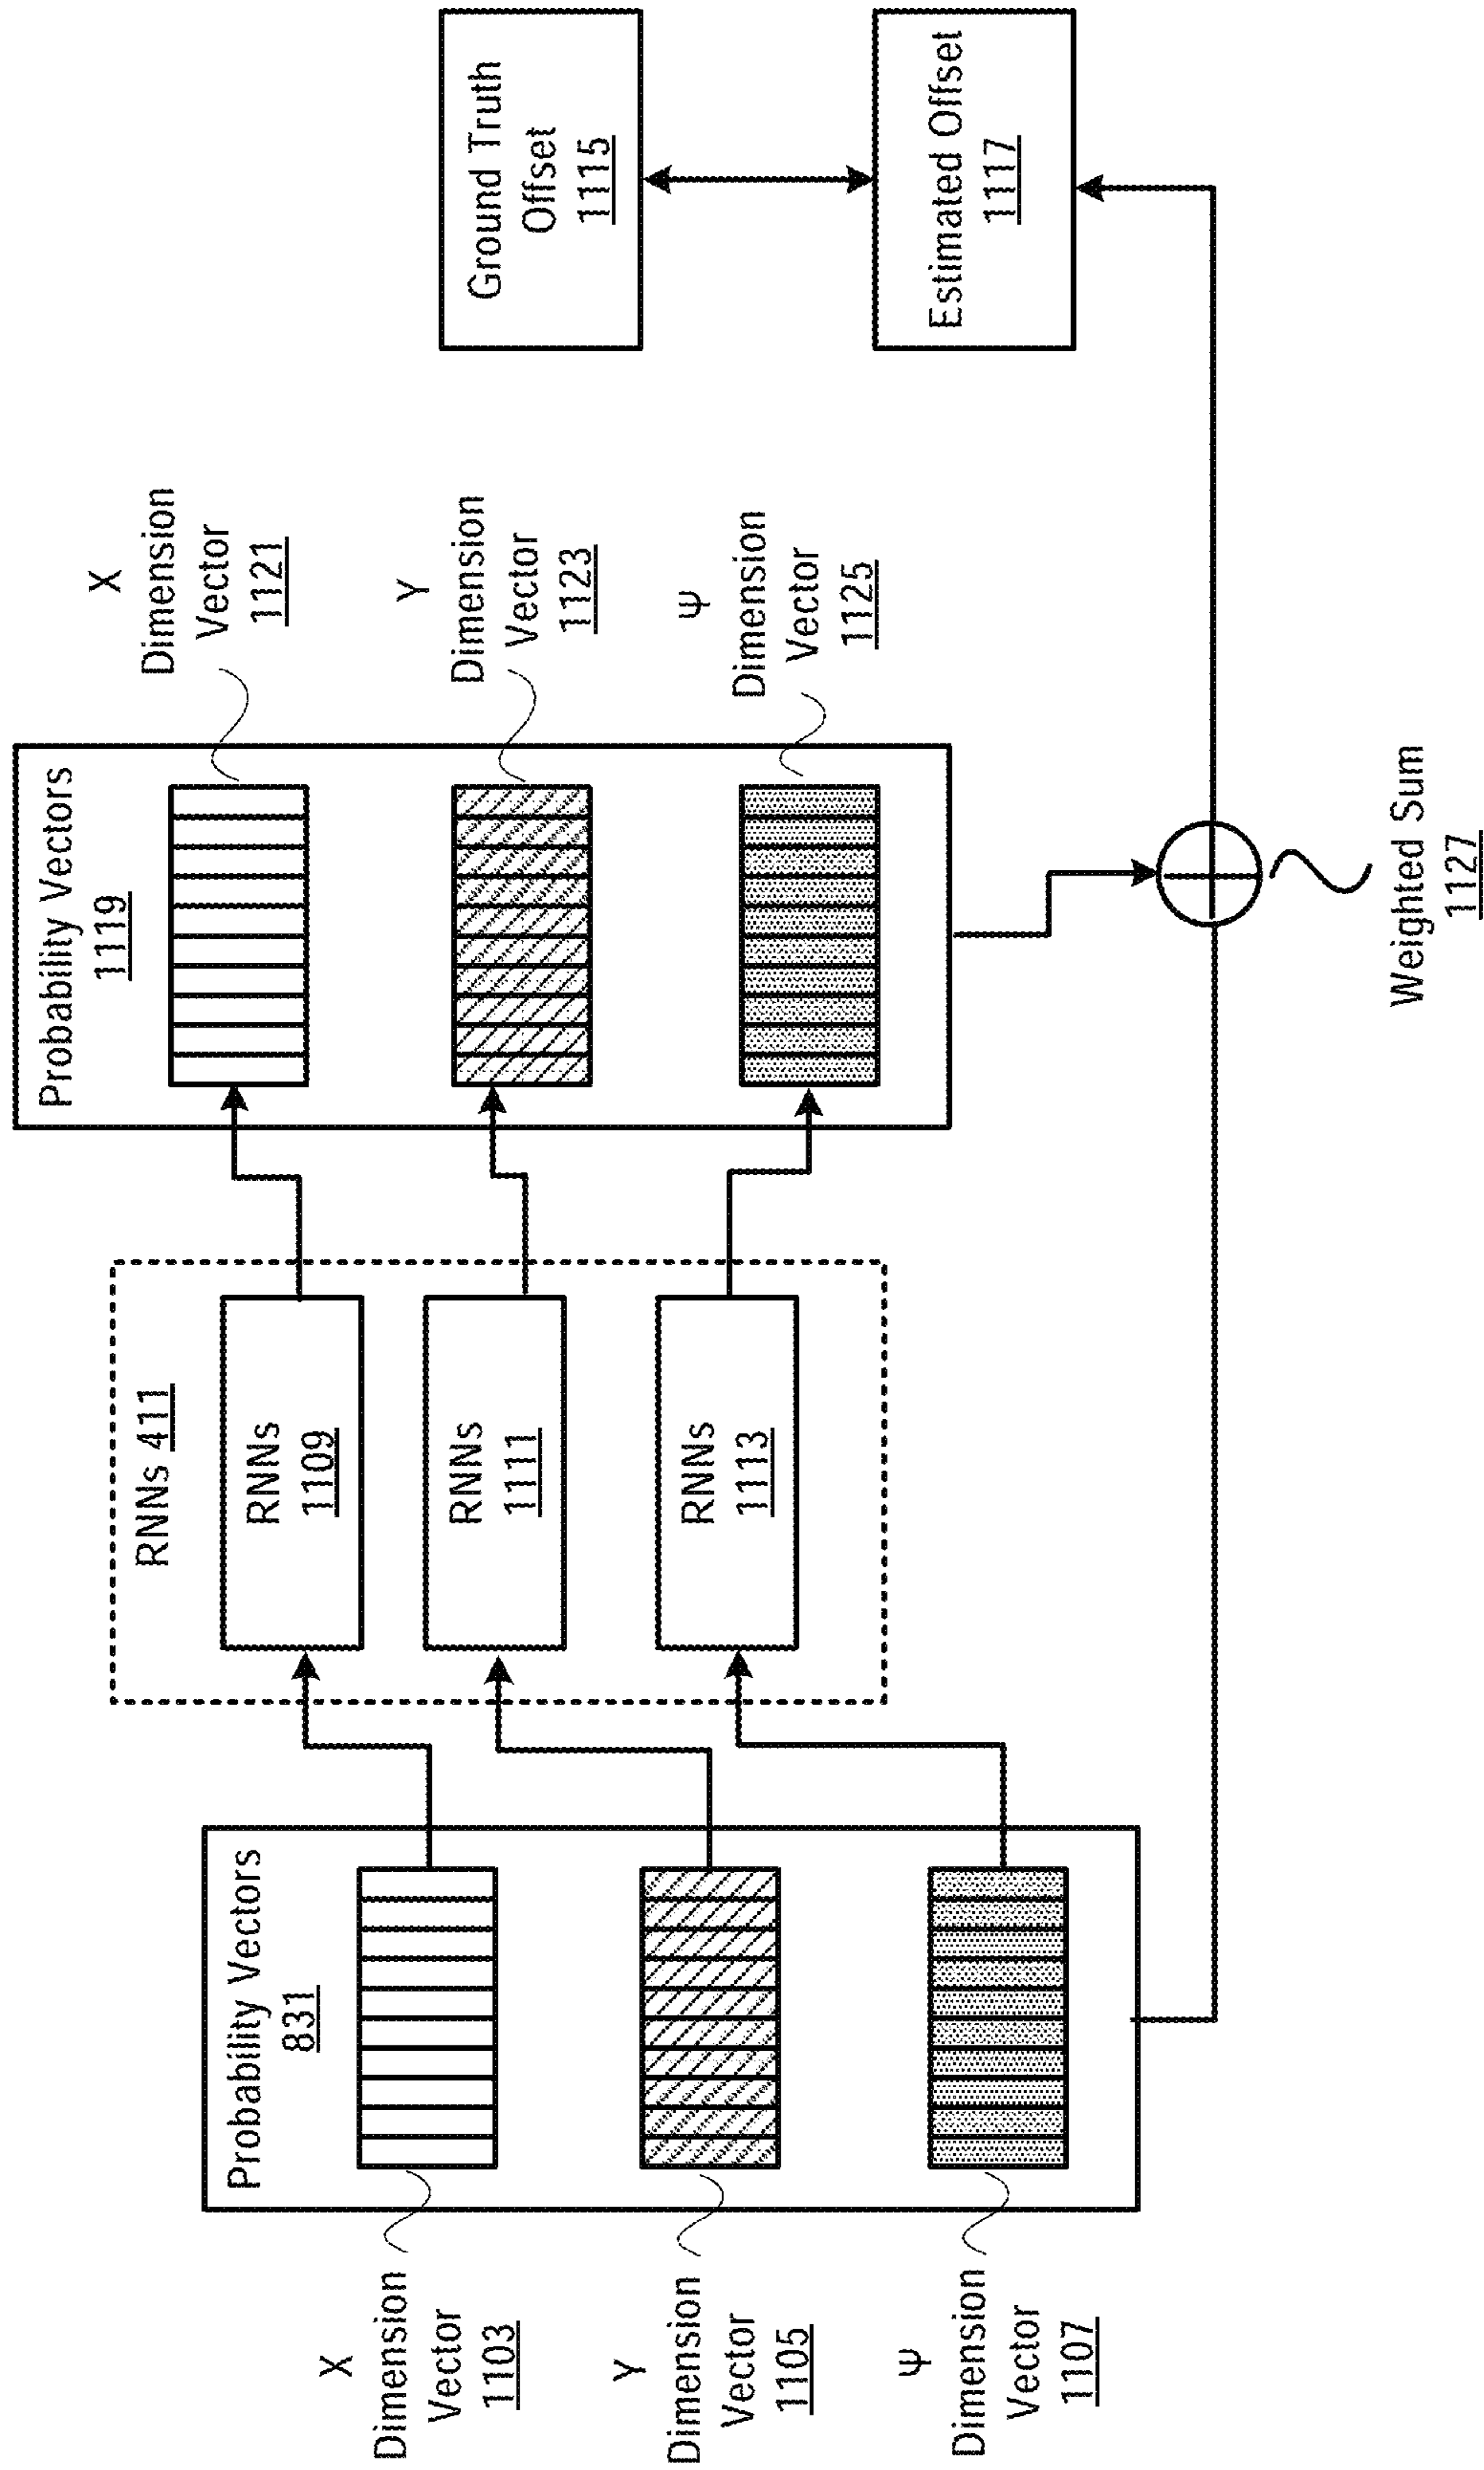 X
Dimension
Vector
1103
Y
Dimension
Vector
1105
Ψ
Dimension
Vector
1107
Probability Vectors
831
RNNs 411
RNNs
1109
RNNs
1111
RNNs
1113
Probability Vectors
1119
X
Dimension
Vector
1121
Y
Dimension
Vector
1123
Ψ
Dimension
Vector
1125
Weighted Sum
1127
Ground Truth
Offset
1115
Estimated Offset
1117